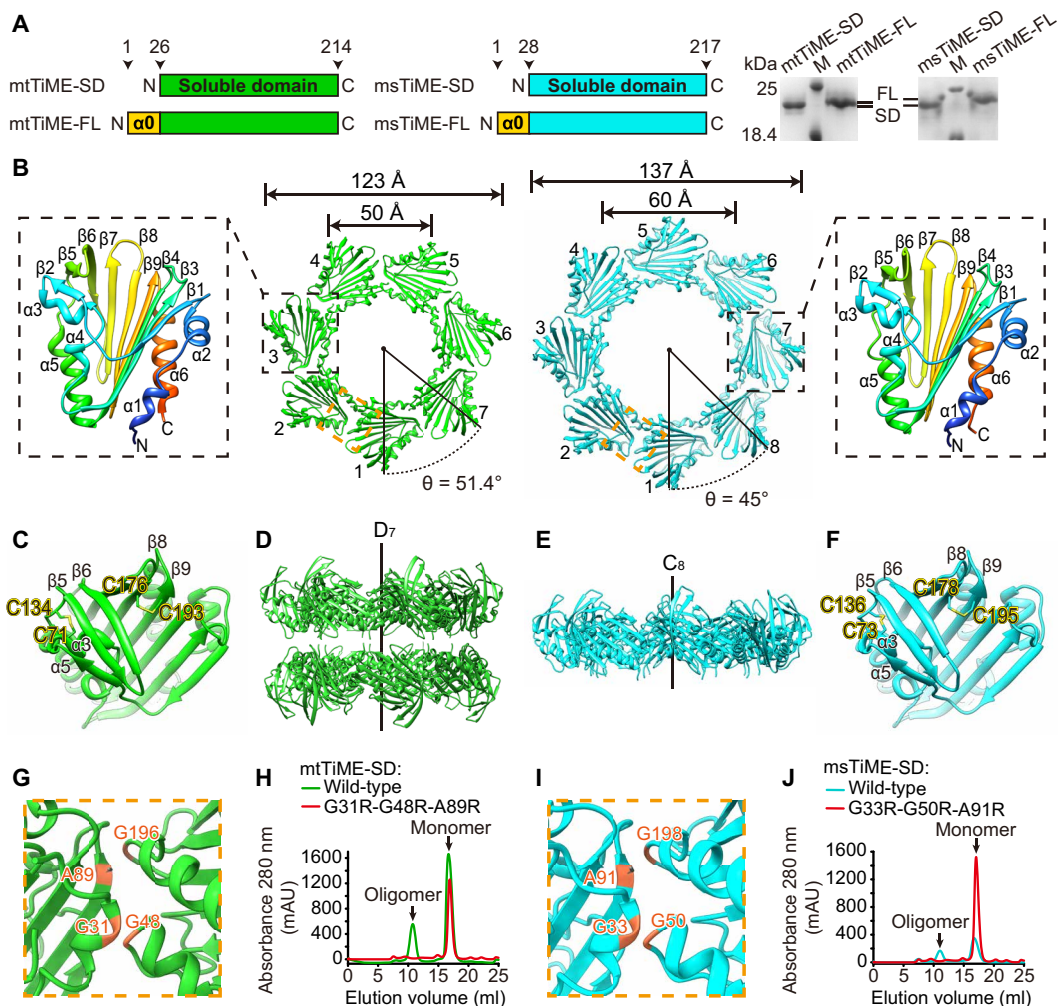 A
1 26 214
mtTiME-SD N Soluble domain C
mtTiME-FL N α0 C
1 28 217
msTiME-SD N Soluble domain C
msTiME-FL N α0 C
mtTiME-SD M mtTiME-FL msTiME-SD M msTiME-FL
kDa
25
FL
SD
18.4
B
β2 β5 β6 β7 β8 β9 β4 β3 β1
α3 α4 α5 α2 α6 α1
N C
123 Å
50 Å
4 5
3 6
2 7
1
θ = 51.4°
137 Å
60 Å
5
4 6
3 7
2 8
1
θ = 45°
β2 β5 β6 β7 β8 β9 β4 β3 β1
α3 α4 α5 α2 α6 α1
N C
C
β5 β6 β8 β9
C176
C134 C193
C71 α3
α5
D
D7
E
C8
F
β5 β6 β8 β9
C178
C136 C195
C73 α3
α5
G
G196
A89
G31 G48
H
mtTiME-SD:
Wild-type
G31R-G48R-A89R
Monomer
Oligomer
Absorbance 280 nm
(mAU)
1600
1200
800
400
0
0 5 10 15 20 25
Elution volume (ml)
I
G198
A91
G33 G50
J
msTiME-SD:
Wild-type
G33R-G50R-A91R
Monomer
Oligomer
Absorbance 280 nm
(mAU)
1600
1200
800
400
0
0 5 10 15 20 25
Elution volume (ml)